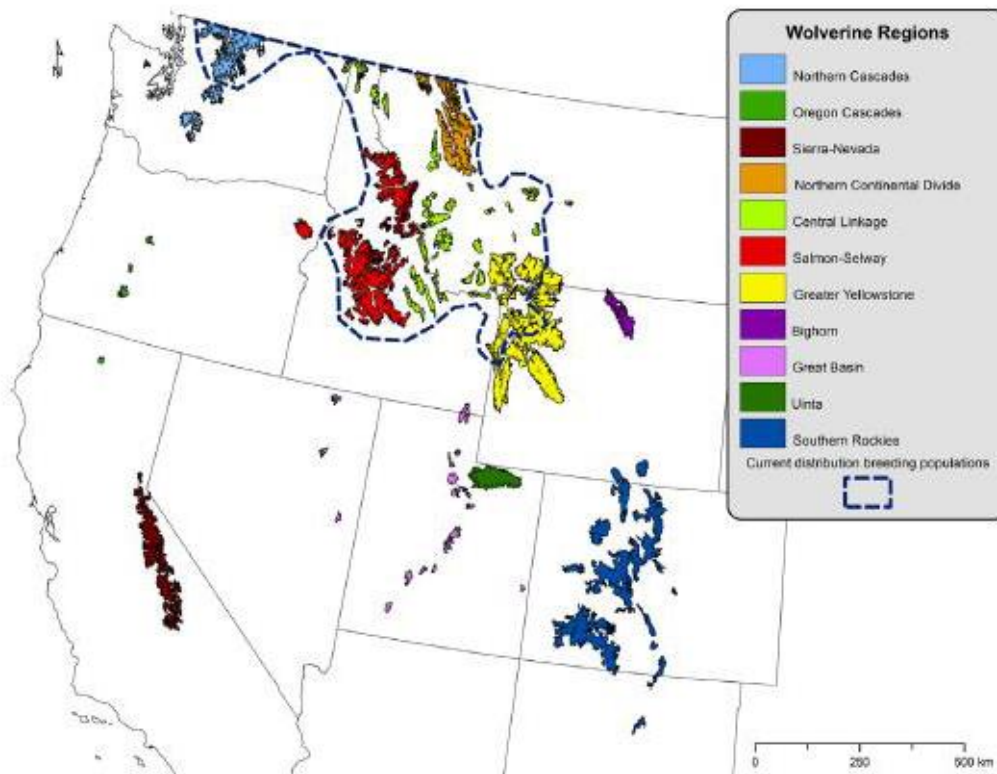 Wolverine Regions
Northern Cascades
Oregon Cascades
Sierra-Nevada
Northern Continental Divide
Central Linkage
Salmon-Selway
Greater Yellowstone
Bighorn
Great Basin
Uinta
Southern Rockies
Current distribution breeding populations
0 250 500 km